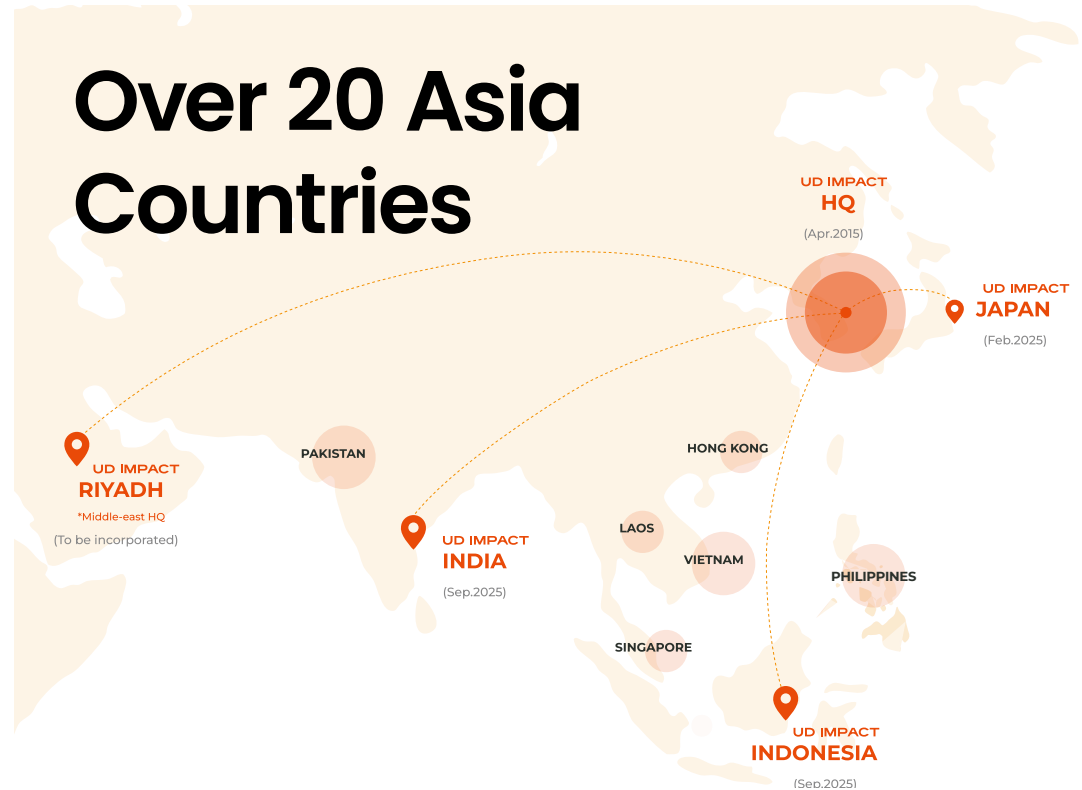 Over 20 Asia
Countries
UD IMPACT
HQ
(Apr.2015)
UD IMPACT
JAPAN
(Feb.2025)
UD IMPACT
RIYADH
*Middle-east HQ
(To be incorporated)
PAKISTAN
HONG KONG
UD IMPACT
INDIA
(Sep.2025)
LAOS
VIETNAM
PHILIPPINES
SINGAPORE
UD IMPACT
INDONESIA
(Sep.2025)